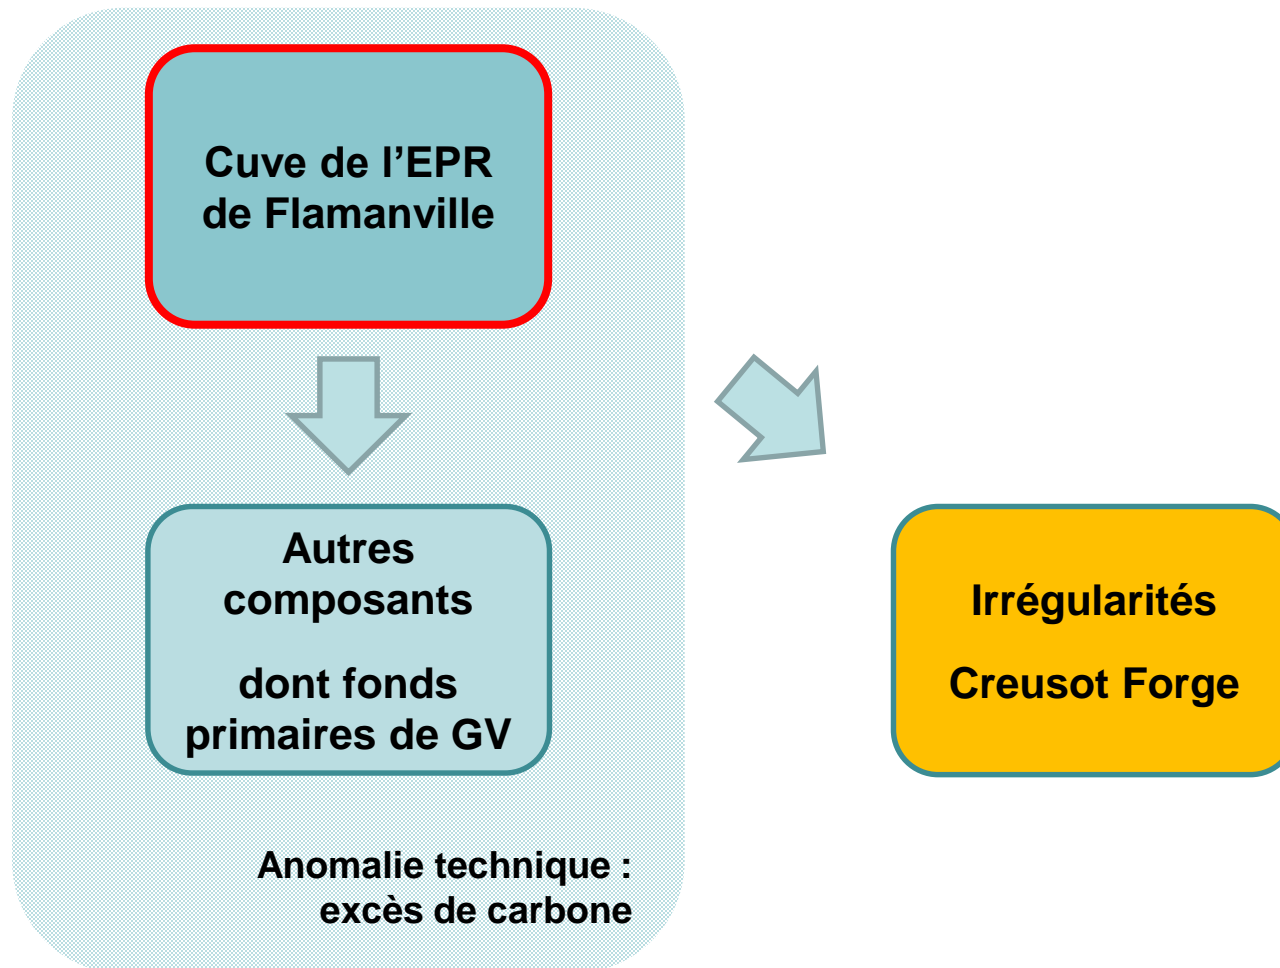 Cuve de l’EPR
de Flamanville
Autres
composants
dont fonds
primaires de GV
Irrégularités
Creusot Forge
Anomalie technique :
excès de carbone